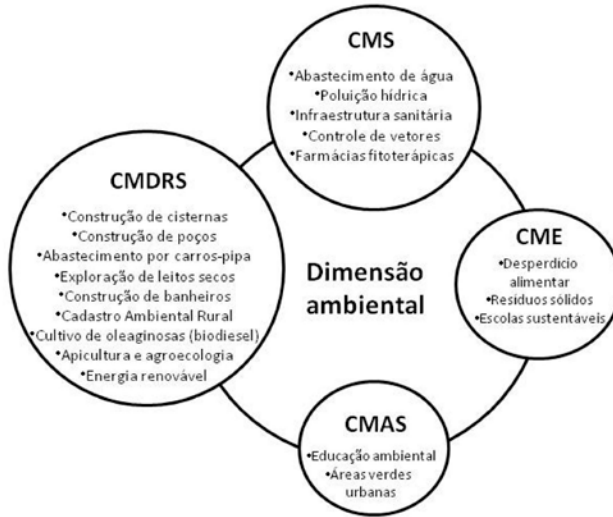 CMS
•Abastecimento de água
•Poluição hídrica
•Infraestrutura sanitária
•Controle de vetores
•Farmácias fitoterápicas
CMDRS
•Construção de cisternas
•Construção de poços
•Abastecimento por carros-pipa
•Exploração de leitos secos
•Construção de banheiros
•Cadastro Ambiental Rural
•Cultivo de oleaginosas (biodiesel)
•Apicultura e agroecologia
•Energia renovável
Dimensão
ambiental
CME
•Desperdício
alimentar
•Resíduos sólidos
•Escolas sustentáveis
CMAS
•Educação ambiental
•Áreas verdes
urbanas